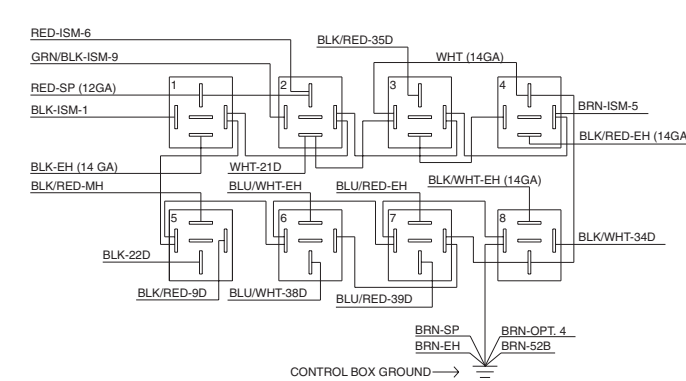 RED-ISM-6
BLK/RED-35D
GRN/BLK-ISM-9
WHT (14GA)
RED-SP (12GA)
1
2
3
4
BLK-ISM-1
BRN-ISM-5
BLK/RED-EH (14GA
BLK-EH (14 GA)
WHT-21D
BLK/RED-MH
BLU/WHT-EH
BLU/RED-EH
BLK/WHT-EH (14GA)
5
6
7
8
BLK/WHT-34D
BLK-22D
BLK/RED-9D
BLU/WHT-38D
BLU/RED-39D
BRN-SP
BRN-OPT. 4
BRN-EH
BRN-52B
CONTROL BOX GROUND